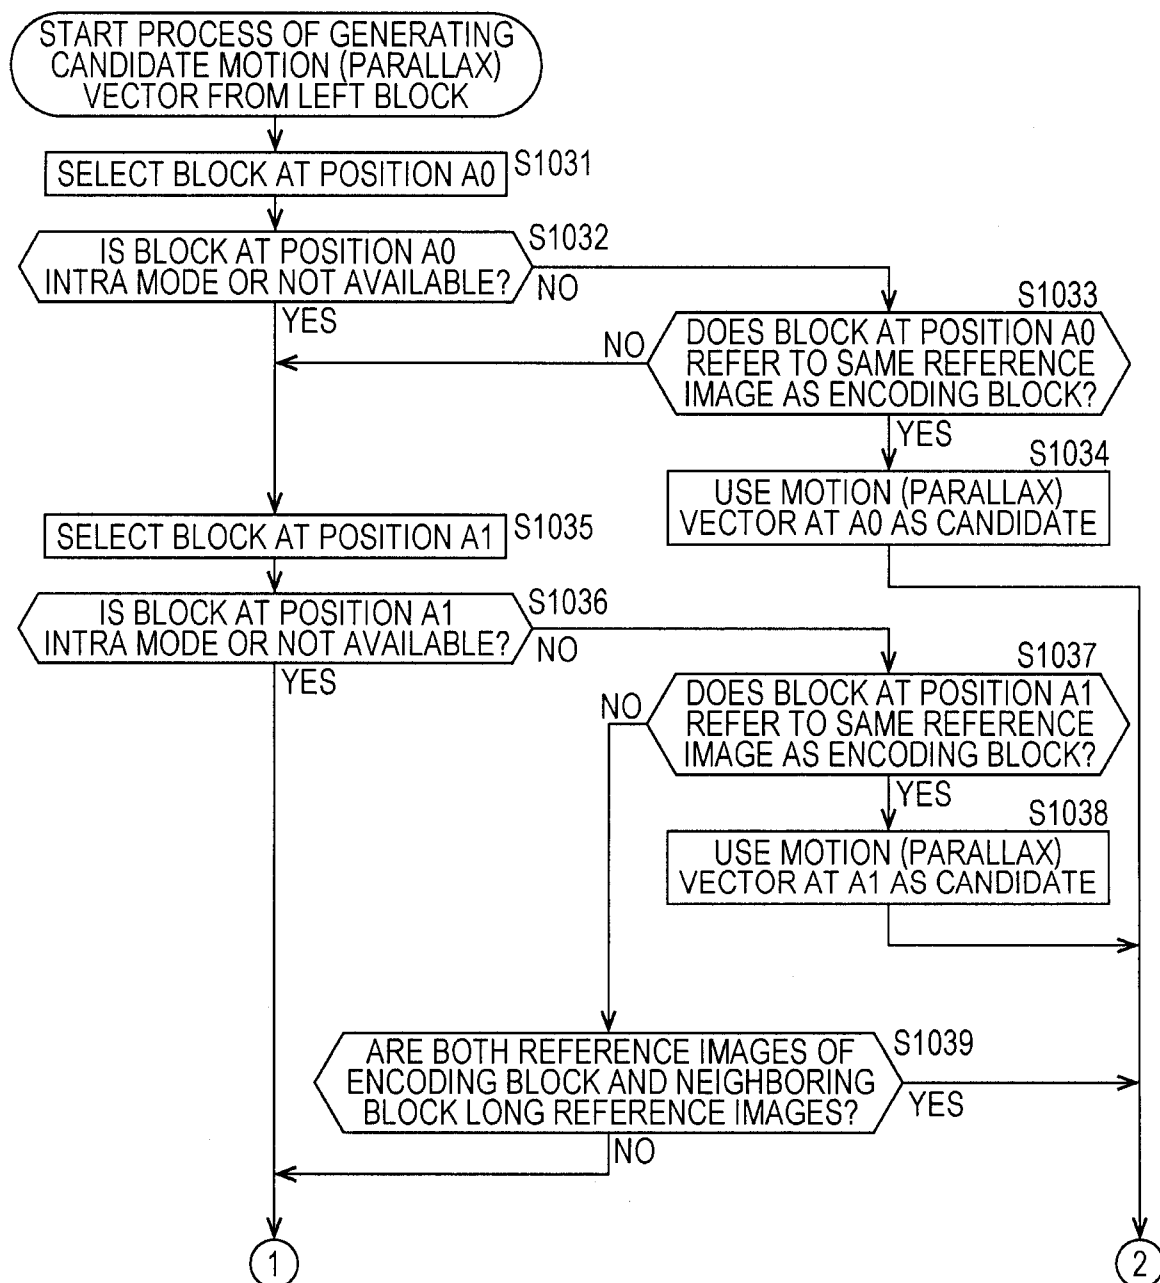 START PROCESS OF GENERATING
CANDIDATE MOTION (PARALLAX)
VECTOR FROM LEFT BLOCK
SELECT BLOCK AT POSITION A0
S1031
IS BLOCK AT POSITION A0
INTRA MODE OR NOT AVAILABLE?
S1032
NO
YES
S1033
DOES BLOCK AT POSITION A0
REFER TO SAME REFERENCE
IMAGE AS ENCODING BLOCK?
NO
YES
S1034
USE MOTION (PARALLAX)
VECTOR AT A0 AS CANDIDATE
SELECT BLOCK AT POSITION A1
S1035
IS BLOCK AT POSITION A1
INTRA MODE OR NOT AVAILABLE?
S1036
NO
YES
S1037
DOES BLOCK AT POSITION A1
REFER TO SAME REFERENCE
IMAGE AS ENCODING BLOCK?
NO
YES
S1038
USE MOTION (PARALLAX)
VECTOR AT A1 AS CANDIDATE
ARE BOTH REFERENCE IMAGES OF
ENCODING BLOCK AND NEIGHBORING
BLOCK LONG REFERENCE IMAGES?
S1039
YES
NO
1
2